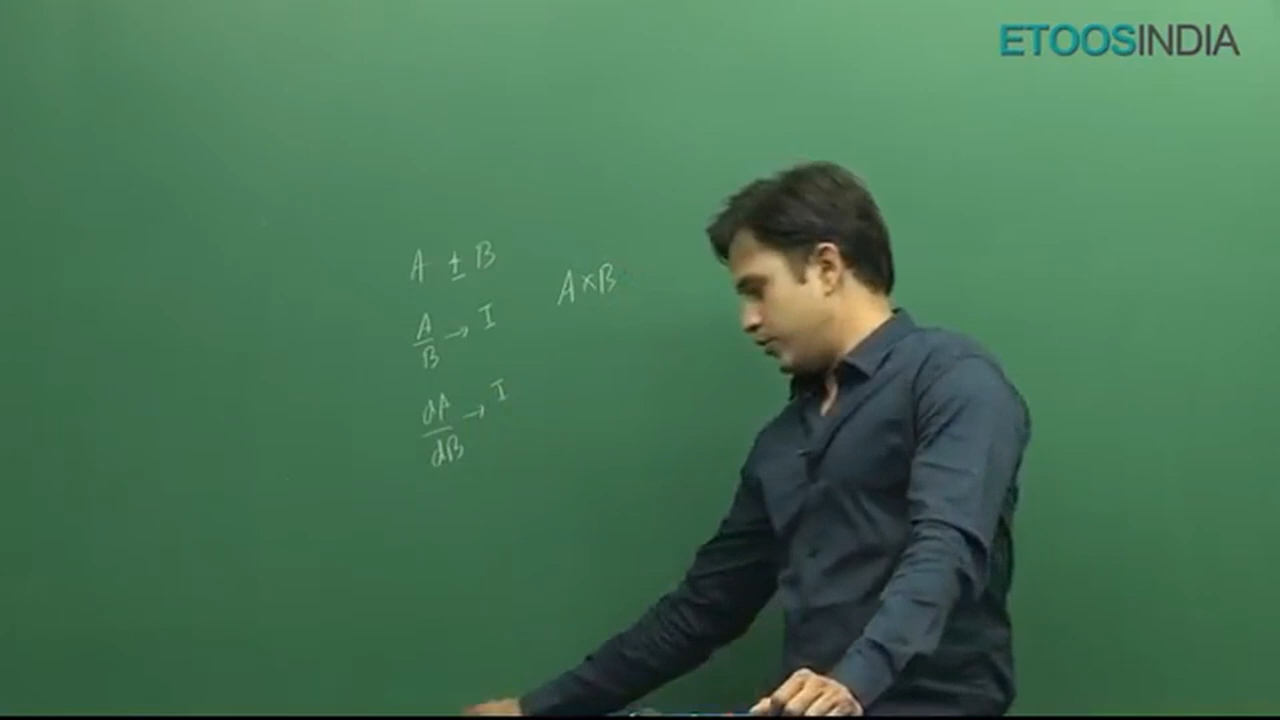 ETOOSINDIA
A ± B
A×B
A/B → I
dA/dB → I